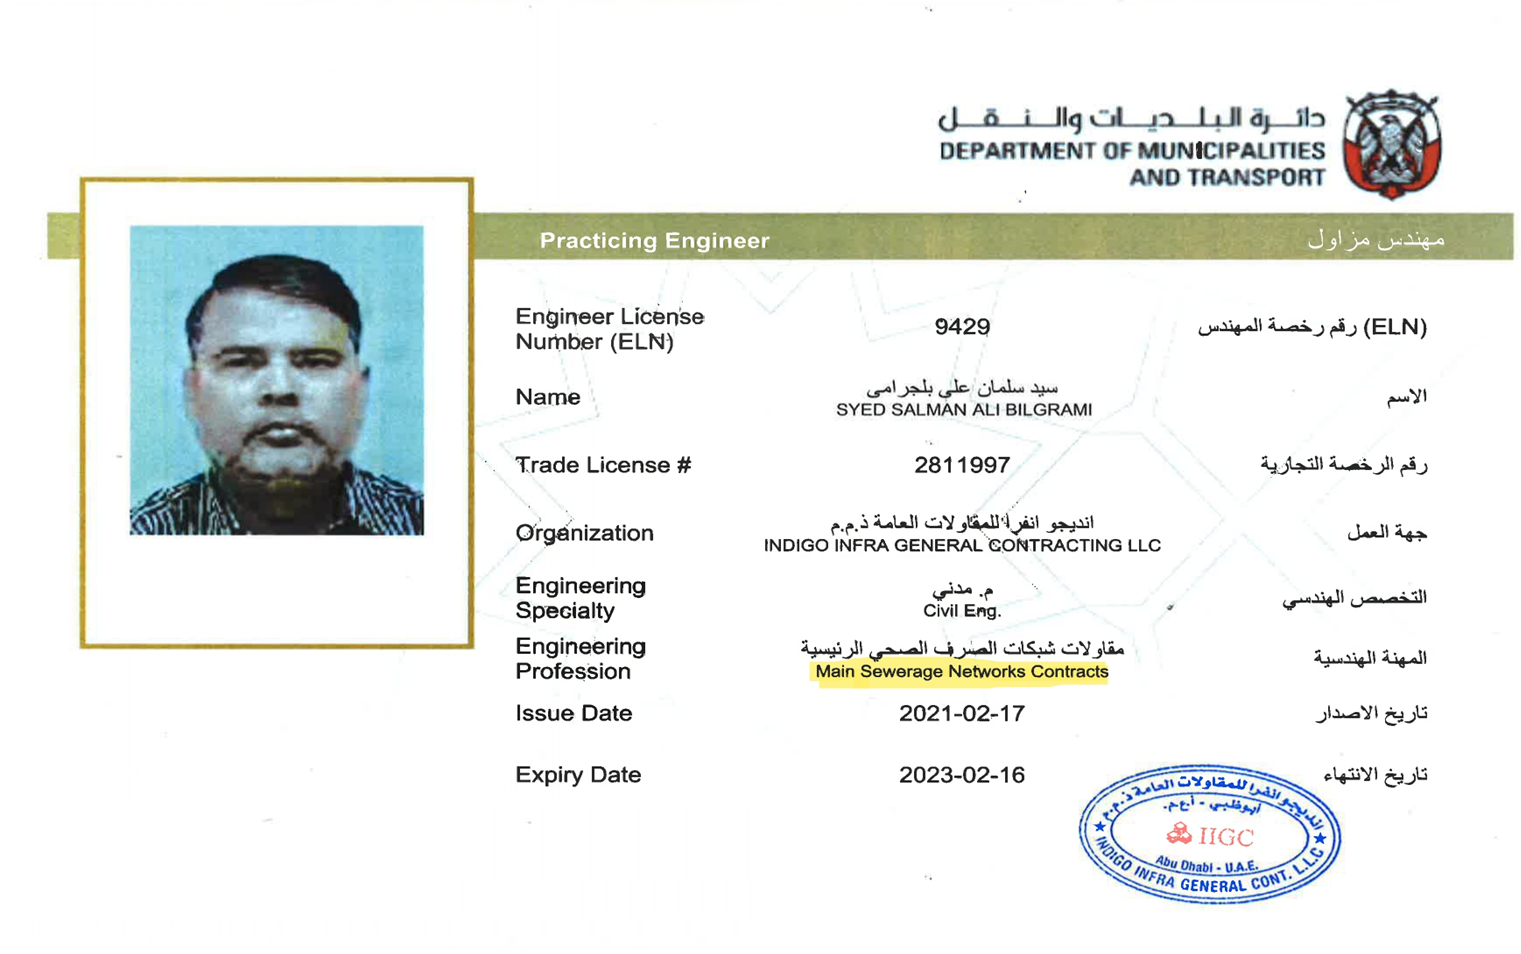 دائرة البلديات والنقل
DEPARTMENT OF MUNICIPALITIES
AND TRANSPORT
Practicing Engineer
مهندس مزاول
Engineer License
Number (ELN)
9429
رقم رخصة المهندس (ELN)
Name
سيد سلمان على بلجرامى
SYED SALMAN ALI BILGRAMI
الاسم
Trade License #
2811997
رقم الرخصة التجارية
Organization
انديجو انفرا للمقاولات العامة ذ.م.م
INDIGO INFRA GENERAL CONTRACTING LLC
جهة العمل
Engineering
Specialty
م. مدني
Civil Eng.
التخصص الهندسي
Engineering
Profession
مقاولات شبكات الصرف الصحي الرئيسية
Main Sewerage Networks Contracts
المهنة الهندسية
Issue Date
2021-02-17
تاريخ الاصدار
Expiry Date
2023-02-16
تاريخ الانتهاء
انديجو انفرا للمقاولات العامة ذ.م.م
أبوظبي - أ.ع.م.
IIGC
Abu Dhabi - U.A.E.
INDIGO INFRA GENERAL CONT. L.L.C